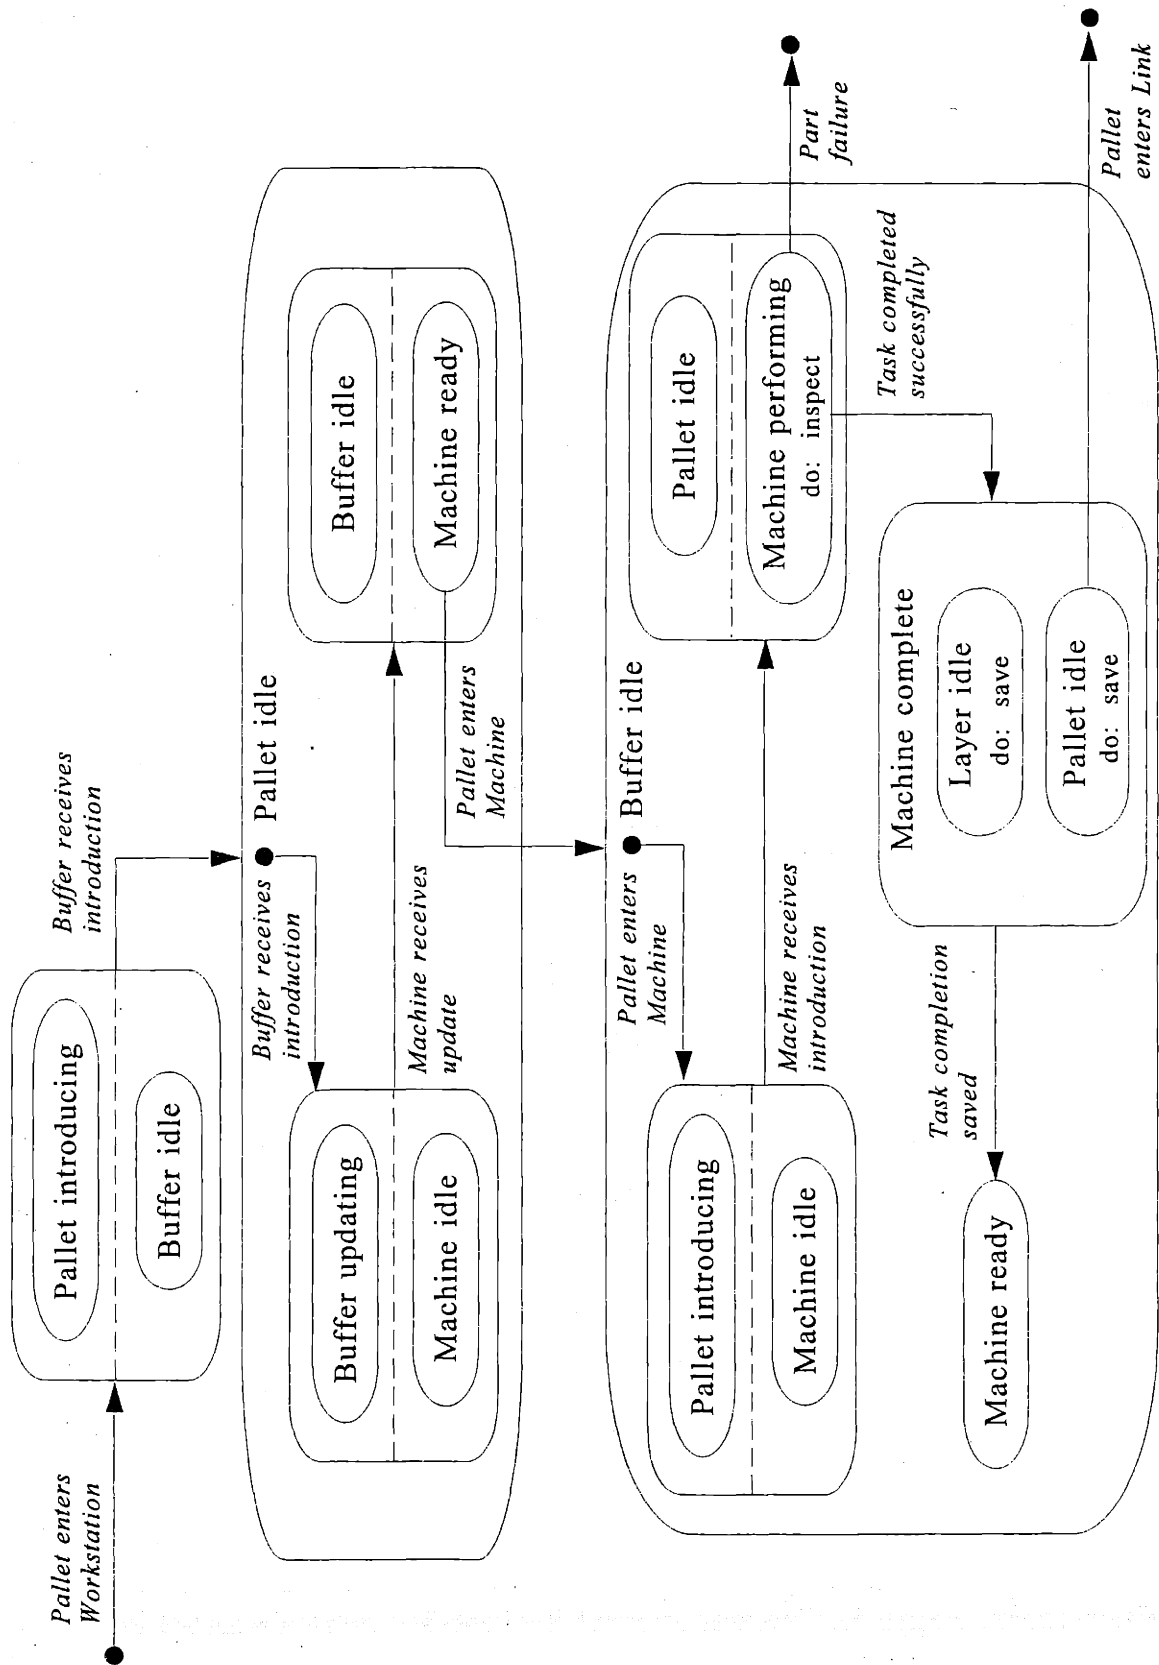 Pallet enters
Workstation
Pallet introducing
Buffer idle
Buffer receives
introduction
Pallet idle
Buffer receives
introduction
Buffer updating
Machine idle
Machine receives
update
Buffer idle
Machine ready
Pallet enters
Machine
Buffer idle
Pallet enters
Machine
Pallet introducing
Machine idle
Machine receives
introduction
Pallet idle
Machine performing
do: inspect
Part
failure
Task completed
successfully
Machine complete
Layer idle
do: save
Pallet idle
do: save
Pallet
enters Link
Task completion
saved
Machine ready